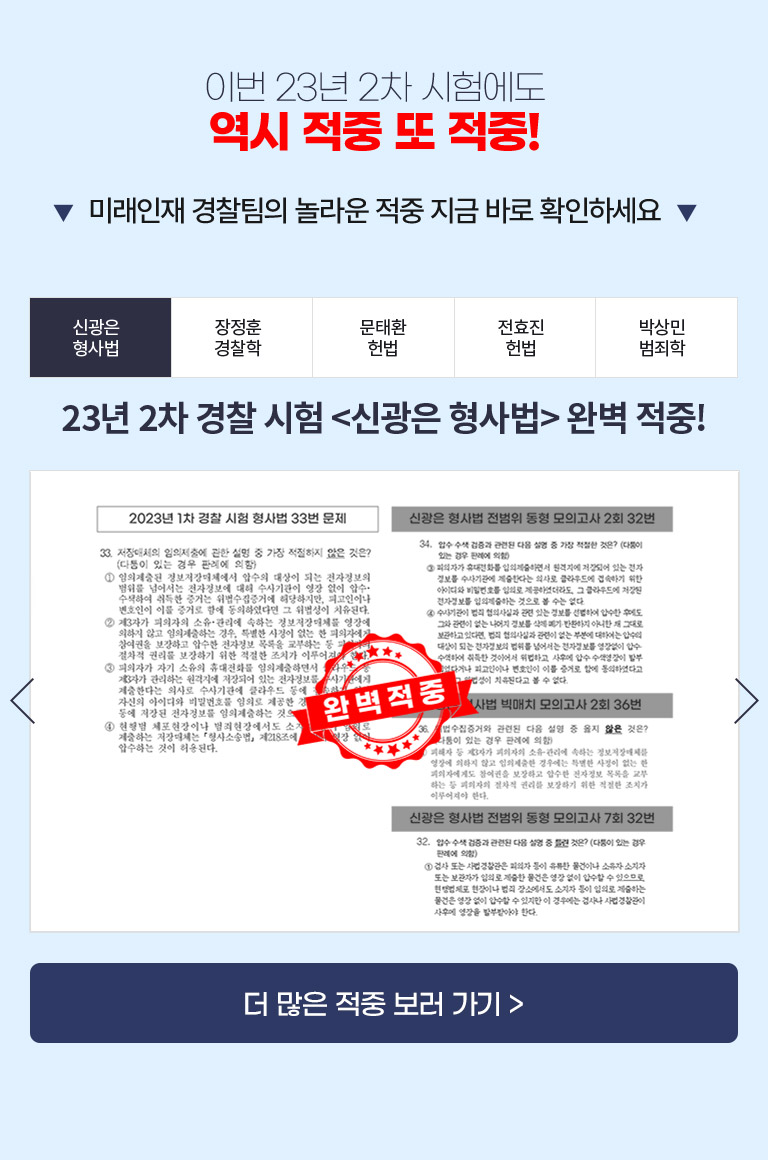 이번 23년 2차 시험에도
역시 적중 또 적중!
▼ 미래인재 경찰팀의 놀라운 적중 지금 바로 확인하세요 ▼
신광은
형사법
장정훈
경찰학
문태환
헌법
전효진
헌법
박상민
범죄학
23년 2차 경찰 시험 <신광은 형사법> 완벽 적중!
2023년 1차 경찰 시험 형사법 33번 문제
33. 저장매체의 임의제출에 관한 설명 중 가장 적절하지 않은 것은?
(다툼이 있는 경우 판례에 의함)
① 임의제출된 정보저장매체에서 압수의 대상이 되는 전자정보의
범위를 넘어서는 전자정보에 대해 수사기관이 영장 없이 압수·
수색하여 취득한 증거는 위법수집증거에 해당하지만, 피고인이나
변호인이 이를 증거로 함에 동의하였다면 그 위법성이 치유된다.
② 제3자가 피의자의 소유·관리에 속하는 정보저장매체를 영장에
의하지 않고 임의제출하는 경우, 특별한 사정이 없는 한 피의자에게
참여권을 보장하고 압수한 전자정보 목록을 교부하는 등
절차적 권리를 보장하기 위한 적절한 조치가
③ 피의자가 자기 소유의 휴대전화를 임의제출하면서
제3자가 관리하는 원격지에 저장되어 있는 전자정보를
제출한다는 의사로 수사기관에 클라우드 등에
자신의 아이디와 비밀번호를 임의로 제공한
등에 저장된 전자정보를 임의제출하는
④ 현행범 체포현장이나 범죄현장에서도
제출하는 저장매체는 「형사소송법」 제218조에 영장 없이
압수하는 것이 허용된다.
완벽적중
신광은 형사법 전범위 동형 모의고사 2회 32번
34. 압수 수색 검증과 관련된 다음 설명 중 가장 적절한 것은? (다툼이
있는 경우 판례에 의함)
③ 피의자가 휴대전화를 임의제출하면서 원격지에 저장되어 있는 전자
정보를 수사기관에 제출한다는 의사로 클라우드에 접속하기 위한
아이디와 비밀번호를 임의로 제공하였더라도, 그 클라우드에 저장된
전자정보를 임의제출하는 것으로 볼 수는 없다.
④ 수사기관이 범죄 혐의사실과 관련 있는 정보를 선별하여 압수한 후에도
그와 관련이 없는 나머지 정보를 삭제·폐기·반환하지 아니한 채 그대로
보관하고 있다면, 범죄 혐의사실과 관련이 없는 부분에 대하여는 압수의
대상이 되는 전자정보의 범위를 넘어서는 전자정보를 영장없이 압수·
수색하여 취득한 것이어서 위법하고, 사후에 압수·수색영장이 발부
되었다거나 피고인이나 변호인이 이를 증거로 함에 동의하였다고
위법성이 치유된다고 볼 수 없다.
형사법 빅매치 모의고사 2회 36번
36. 위법수집증거와 관련된 다음 설명 중 옳지 않은 것은?
(다툼이 있는 경우 판례에 의함)
피해자 등 제3자가 피의자의 소유·관리에 속하는 정보저장매체를
영장에 의하지 않고 임의제출한 경우에는 특별한 사정이 없는 한
피의자에게도 참여권을 보장하고 압수한 전자정보 목록을 교부
하는 등 피의자의 절차적 권리를 보장하기 위한 적절한 조치가
이루어져야 한다.
신광은 형사법 전범위 동형 모의고사 7회 32번
32. 압수·수색·검증과 관련된 다음 설명 중 틀린 것은? (다툼이 있는 경우
판례에 의함)
① 검사 또는 사법경찰관은 피의자 등이 유류한 물건이나 소유자·소지자
또는 보관자가 임의로 제출한 물건은 영장 없이 압수할 수 있으므로,
현행범체포 현장이나 범죄 장소에서도 소지자 등이 임의로 제출하는
물건은 영장 없이 압수할 수 있지만 이 경우에는 검사나 사법경찰관이
사후에 영장을 발부받아야 한다.
더 많은 적중 보러 가기 >